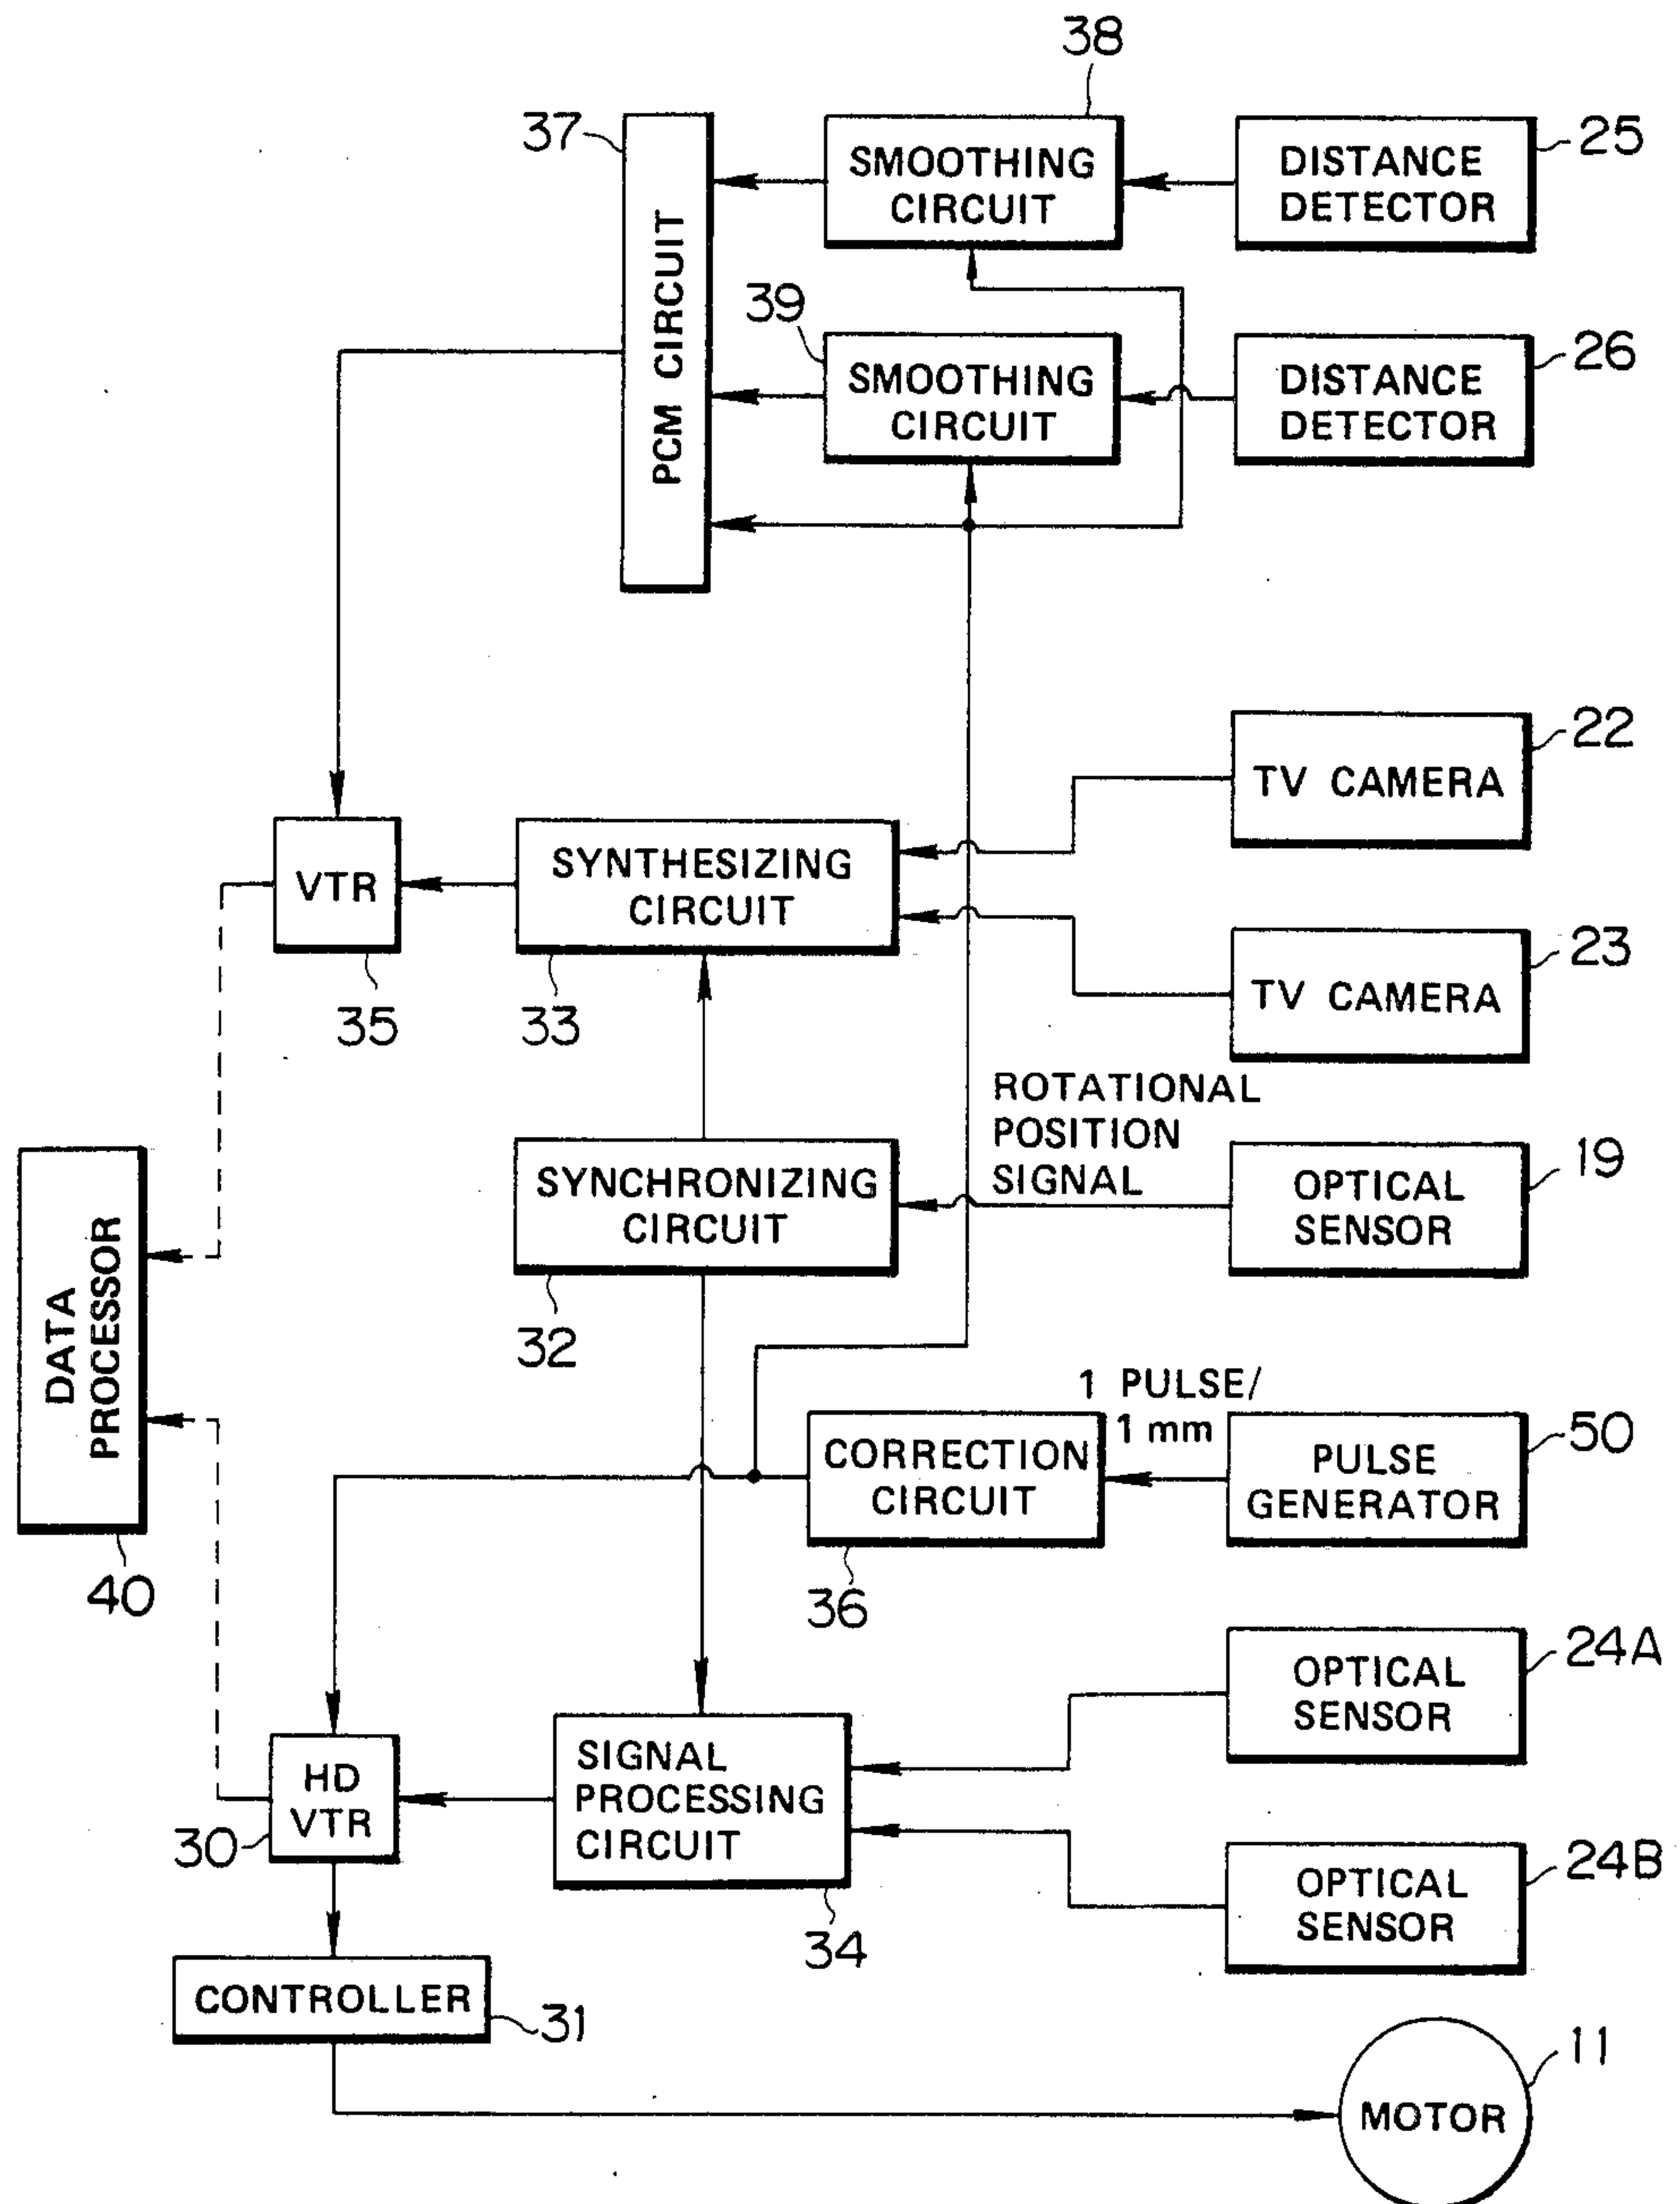 38
37
SMOOTHING
CIRCUIT
DISTANCE
DETECTOR
25
PCM CIRCUIT
39
SMOOTHING
CIRCUIT
DISTANCE
DETECTOR
26
TV CAMERA
22
VTR
35
SYNTHESIZING
CIRCUIT
33
TV CAMERA
23
ROTATIONAL
POSITION
SIGNAL
SYNCHRONIZING
CIRCUIT
32
OPTICAL
SENSOR
19
DATA
PROCESSOR
40
1 PULSE/
1 mm
CORRECTION
CIRCUIT
36
PULSE
GENERATOR
50
OPTICAL
SENSOR
24A
HD
VTR
30
SIGNAL
PROCESSING
CIRCUIT
34
OPTICAL
SENSOR
24B
CONTROLLER
31
MOTOR
11